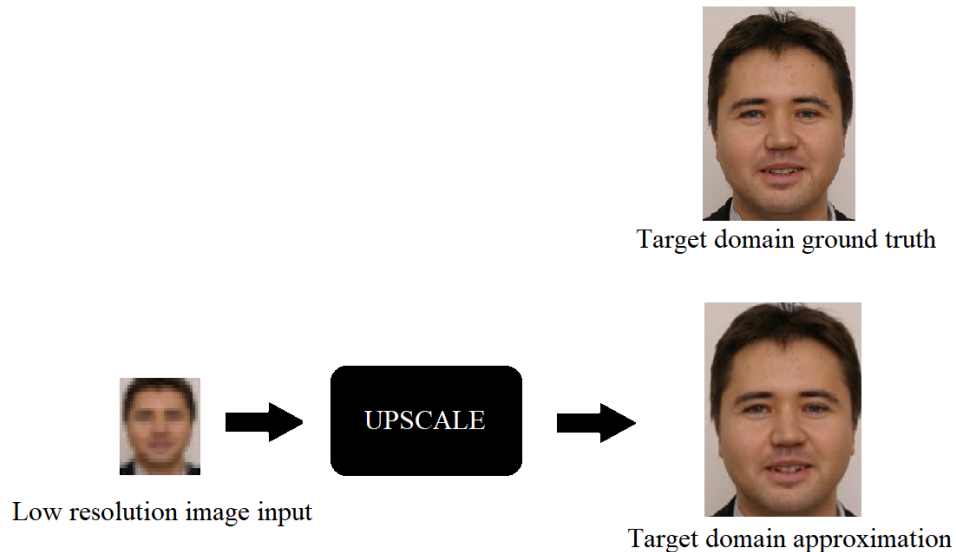 Target domain ground truth
UPSCALE
Low resolution image input
Target domain approximation